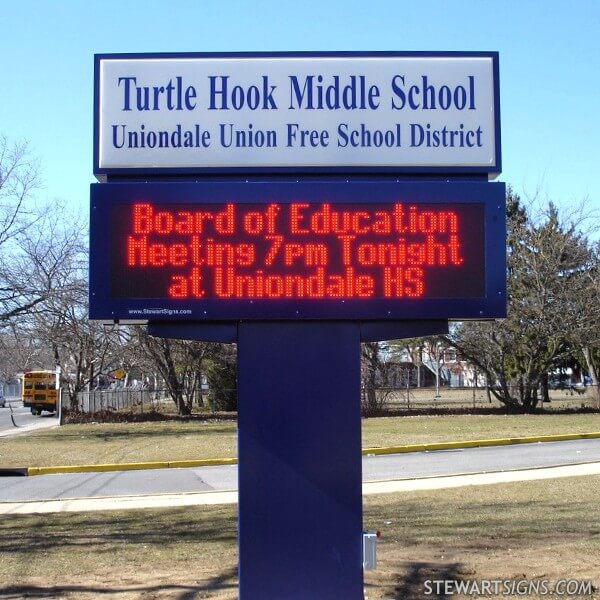 Turtle Hook Middle School
Uniondale Union Free School District
Board of Education
Meeting 7pm Tonight
at Uniondale HS
www.StewartSigns.com
STEWARTSIGNS.COM